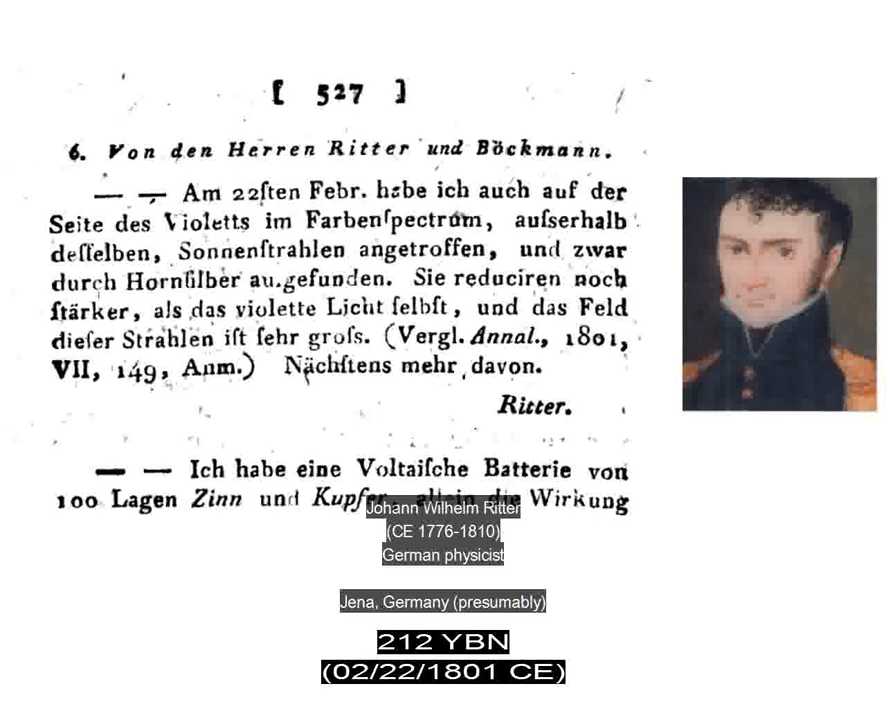 [ 527 ]
6. Von den Herren Ritter und Böckmann.
— — Am 22ſten Febr. habe ich auch auf der
Seite des Violetts im Farbenſpectrum, auſserhalb
deſſelben, Sonnenſtrahlen angetroffen, und zwar
durch Hornſilber aufgefunden. Sie reduciren noch
ſtärker, als das violette Licht ſelbſt, und das Feld
dieſer Strahlen iſt ſehr groſs. (Vergl. Annal., 1801,
VII, 149, Anm.) Nächſtens mehr davon.
Ritter.
— — Ich habe eine Voltaiſche Batterie von
100 Lagen Zinn und Kupfer, allein die Wirkung
Johann Wilhelm Ritter
(CE 1776-1810)
German physicist
Jena, Germany (presumably)
212 YBN
(02/22/1801 CE)